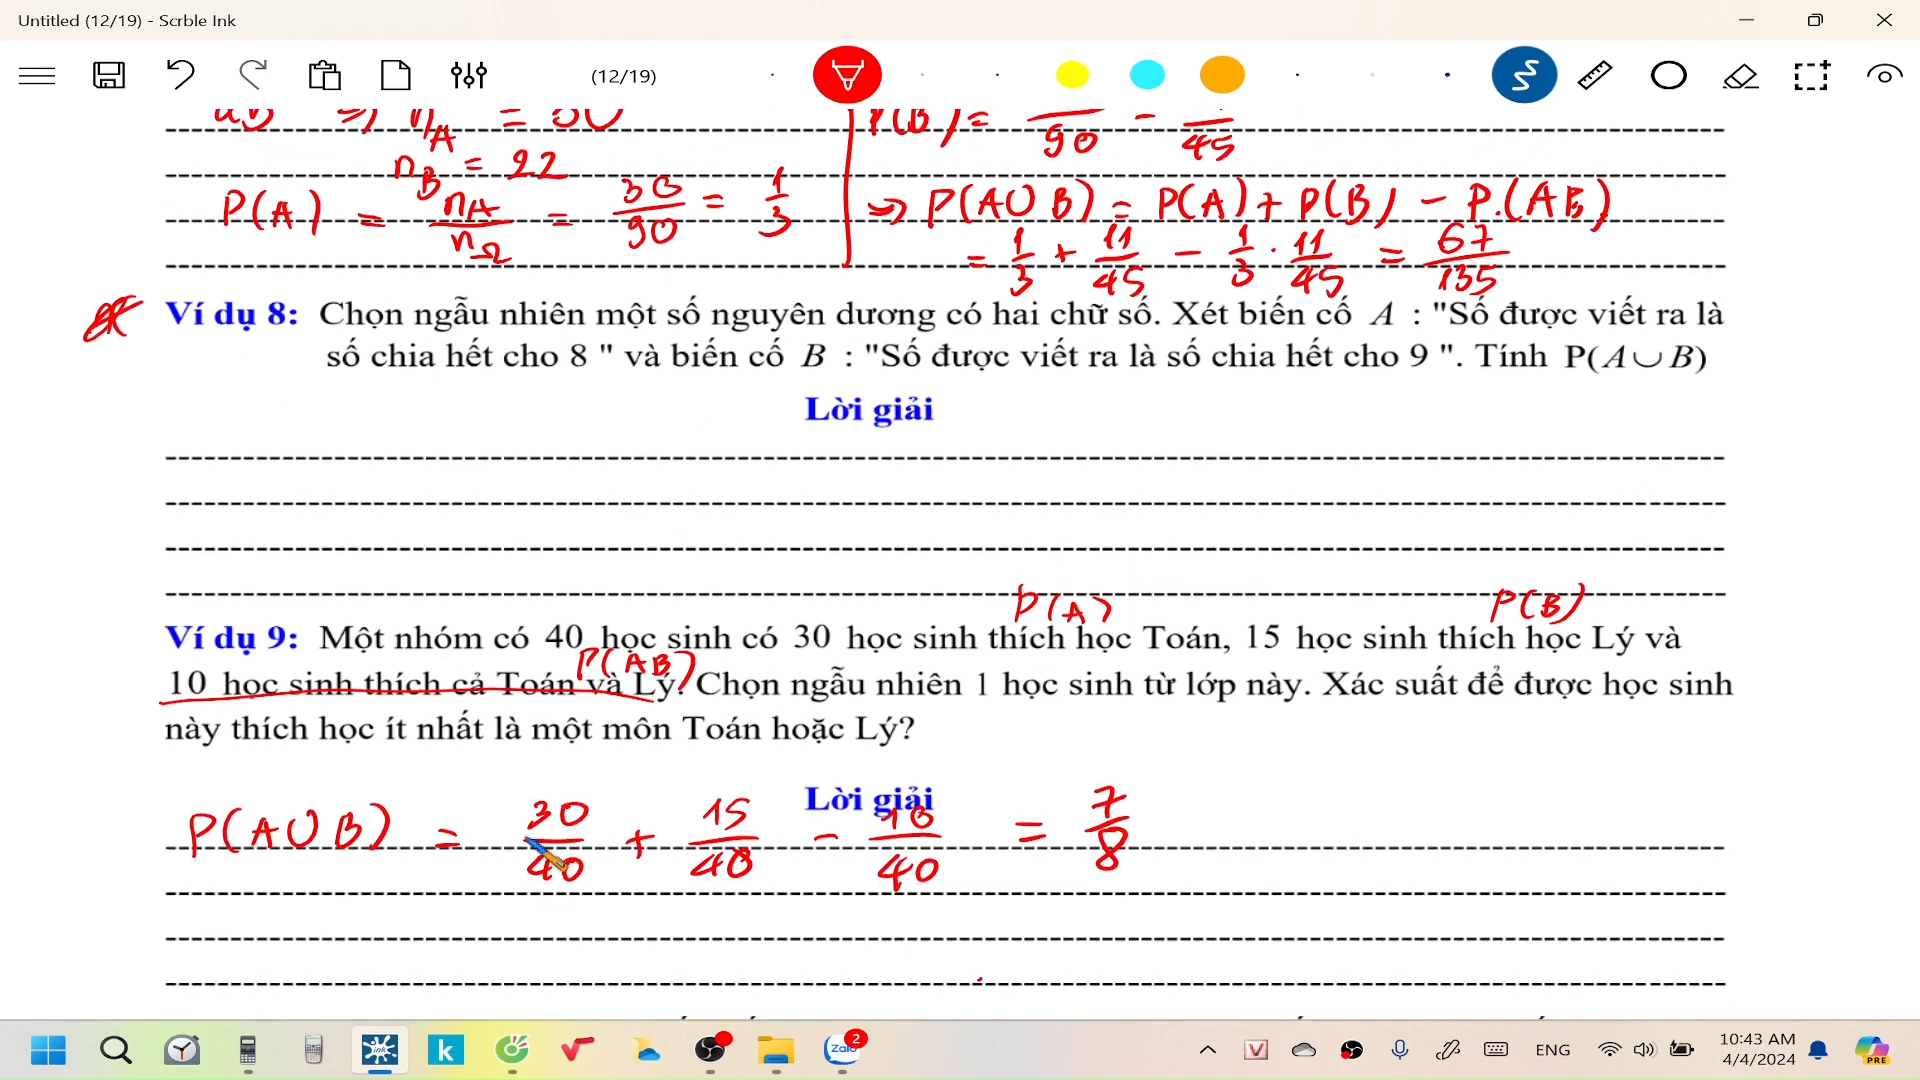 Untitled (12/19) - Scrble Ink
(12/19)
=> n_A = 30
P(B) = /90 - /45
n_B = 22
P(A) = n_A/n_Ω = 30/90 = 1/3
=> P(A∪B) = P(A) + P(B) - P.(AB)
= 1/3 + 11/45 - 1/3 . 11/45 = 67/135
Ví dụ 8: Chọn ngẫu nhiên một số nguyên dương có hai chữ số. Xét biến cố A : "Số được viết ra là
số chia hết cho 8 " và biến cố B : "Số được viết ra là số chia hết cho 9 ". Tính P(A∪B)
Lời giải
P(A) P(B)
Ví dụ 9: Một nhóm có 40 học sinh có 30 học sinh thích học Toán, 15 học sinh thích học Lý và
P(AB)
10 học sinh thích cả Toán và Lý. Chọn ngẫu nhiên 1 học sinh từ lớp này. Xác suất để được học sinh
này thích học ít nhất là một môn Toán hoặc Lý?
Lời giải
P(A∪B) = 30/40 + 15/40 - 10/40 = 7/8
Zalo 2
ENG
10:43 AM
4/4/2024
PRE